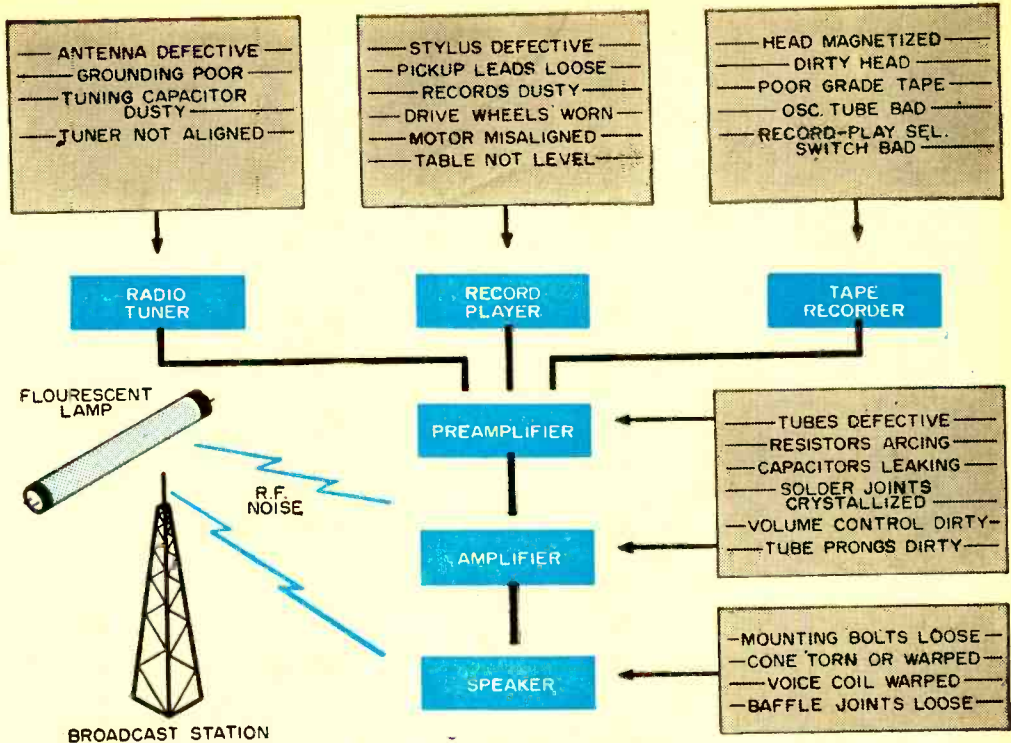 ANTENNA DEFECTIVE
GROUNDING POOR
TUNING CAPACITOR
DUSTY
TUNER NOT ALIGNED
STYLUS DEFECTIVE
PICKUP LEADS LOOSE
RECORDS DUSTY
DRIVE WHEELS WORN
MOTOR MISALIGNED
TABLE NOT LEVEL
HEAD MAGNETIZED
DIRTY HEAD
POOR GRADE TAPE
OSC. TUBE BAD
RECORD-PLAY SEL.
SWITCH BAD
RADIO
TUNER
RECORD
PLAYER
TAPE
RECORDER
FLOURESCENT
LAMP
R.F.
NOISE
BROADCAST STATION
PREAMPLIFIER
AMPLIFIER
SPEAKER
TUBES DEFECTIVE
RESISTORS ARCING
CAPACITORS LEAKING
SOLDER JOINTS
CRYSTALLIZED
VOLUME CONTROL DIRTY
TUBE PRONGS DIRTY
MOUNTING BOLTS LOOSE
CONE TORN OR WARPED
VOICE COIL WARPED
BAFFLE JOINTS LOOSE